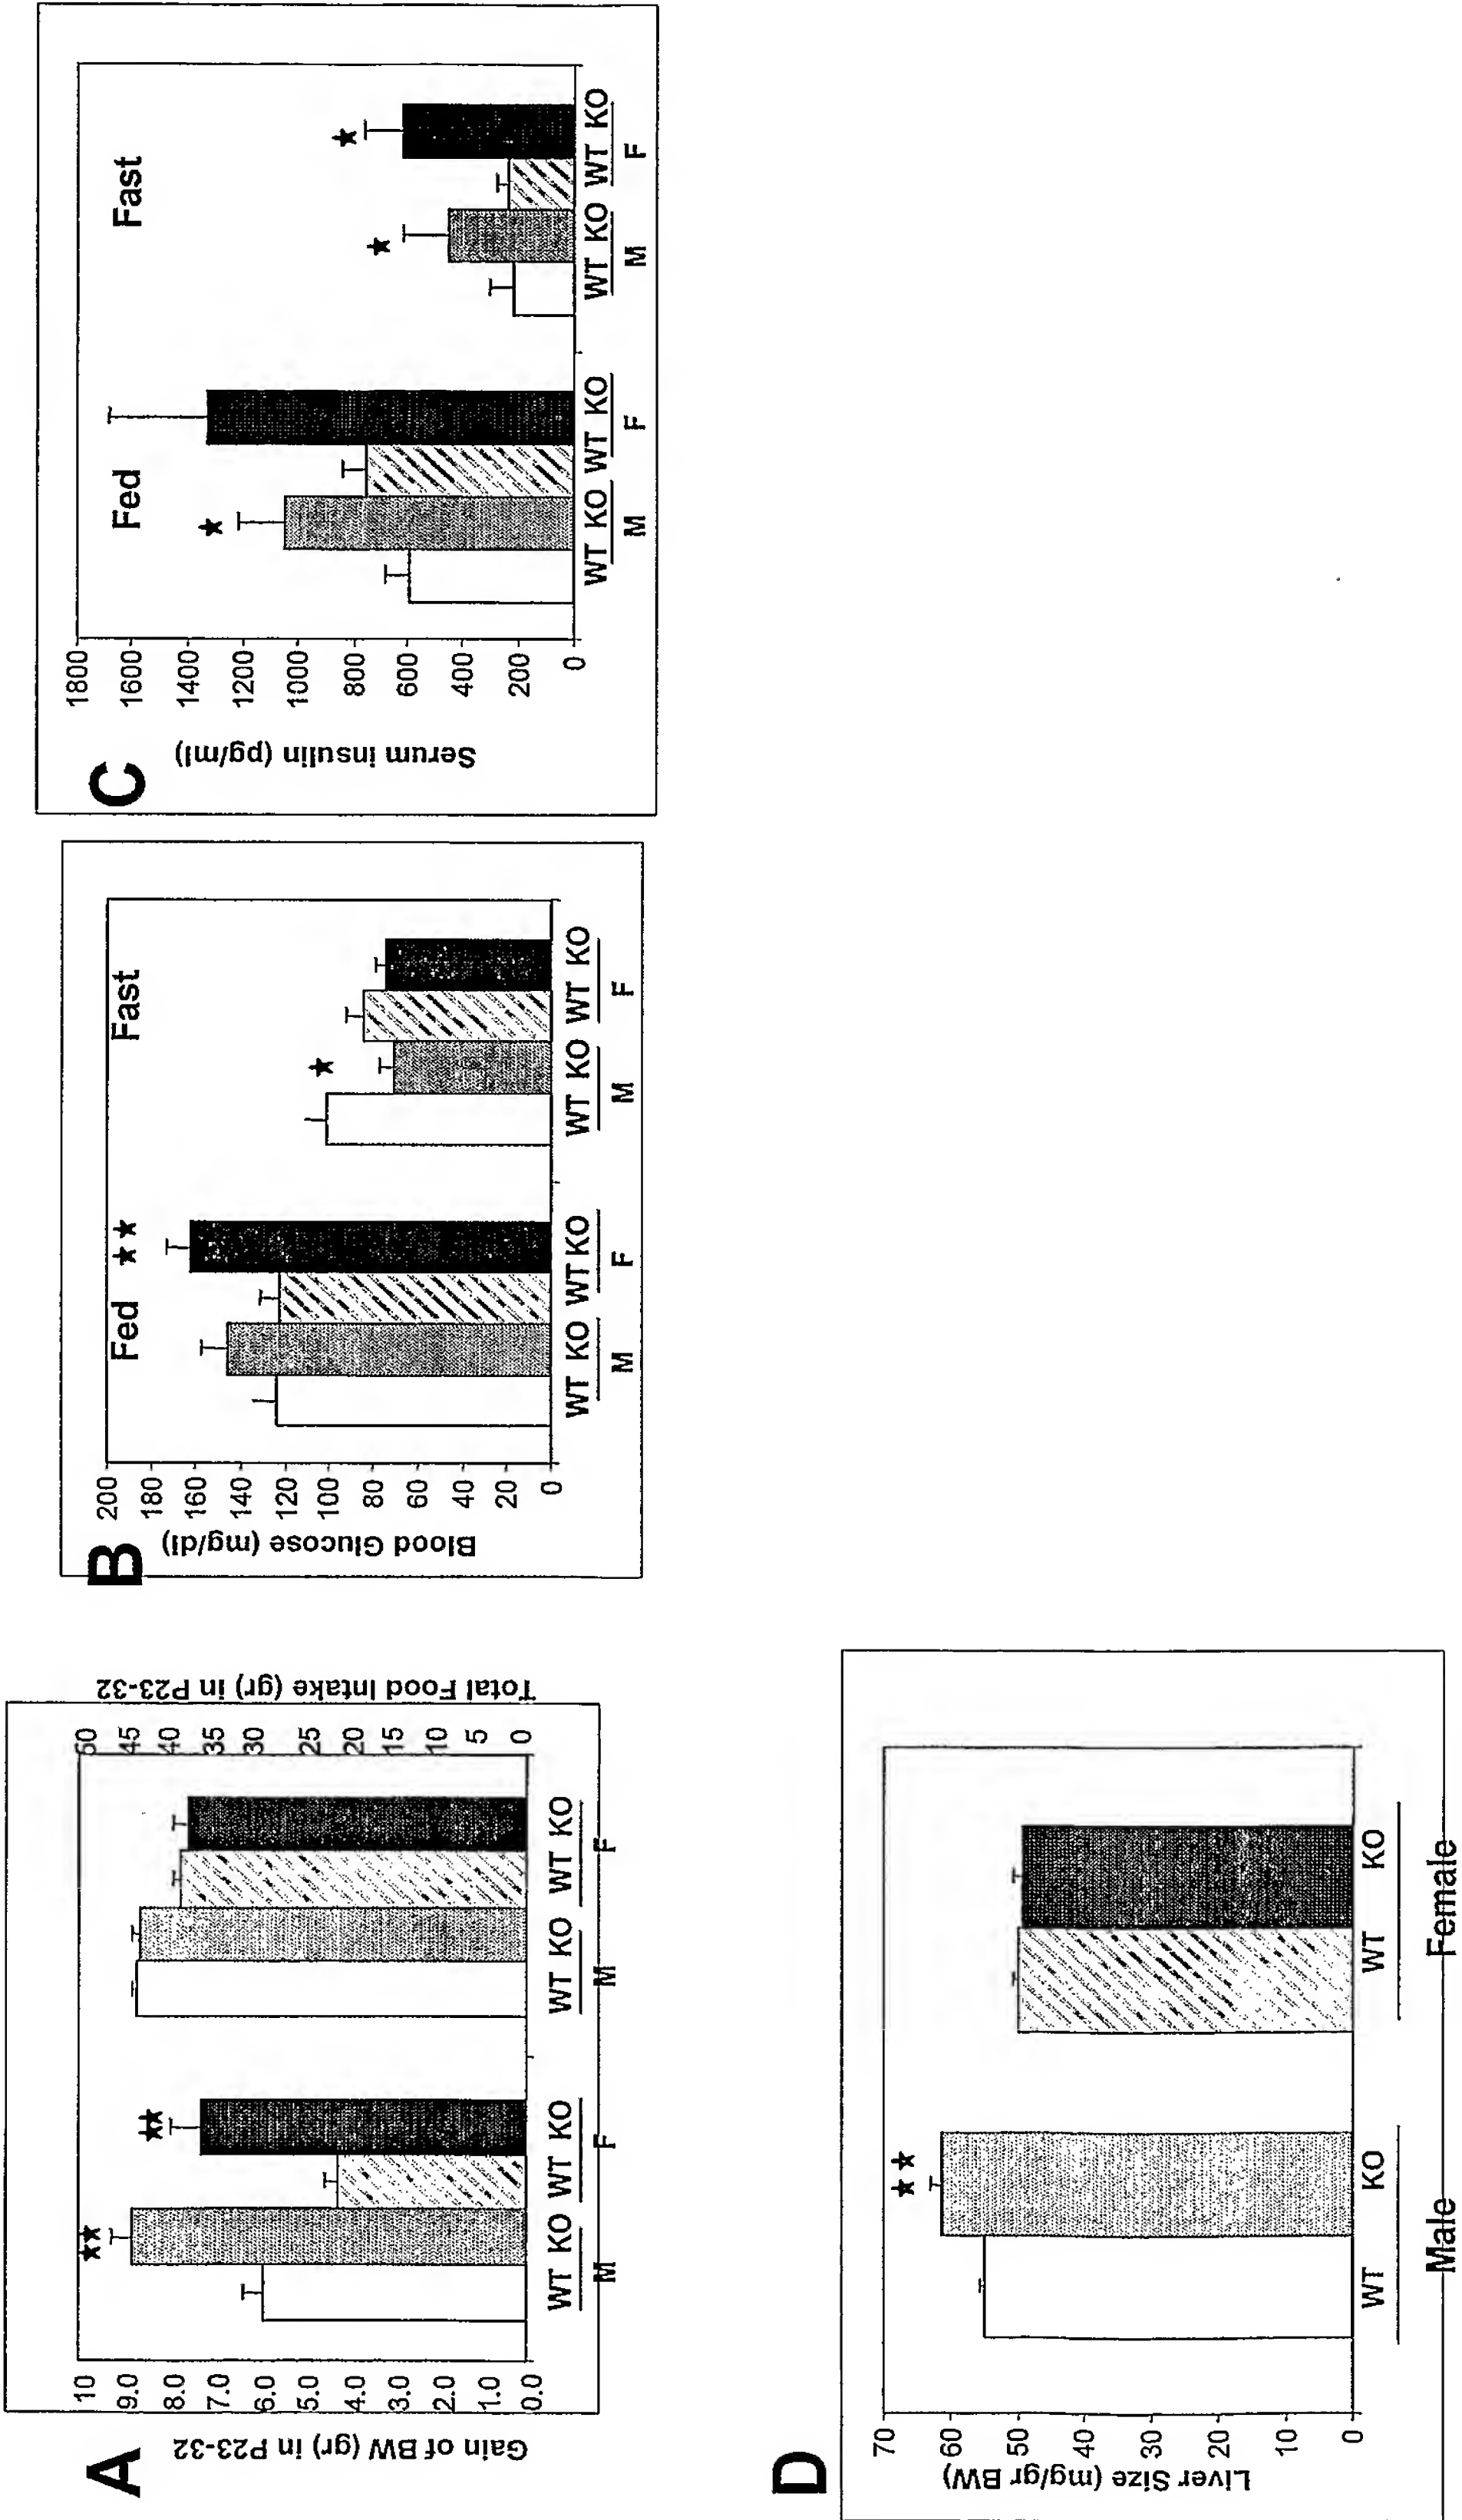 A
Gain of BW (gr) in P23-32
10
9.0
8.0
7.0
6.0
5.0
4.0
3.0
2.0
1.0
0.0
★★
★★
WT KO WT KO WT KO WT KO
M F M F
50
45
40
35
30
25
20
15
10
5
0
Total Food Intake (gr) in P23-32
B
Blood Glucose (mg/dl)
200
180
160
140
120
100
80
60
40
20
0
Fed ★★ Fast
★
WT KO WT KO WT KO WT KO
M F M F
C
Serum insulin (pg/ml)
1800
1600
1400
1200
1000
800
600
400
200
0
Fed Fast
★ ★ ★
WT KO WT KO WT KO WT KO
M F M F
D
Liver Size (mg/gr BW)
70
60
50
40
30
20
10
0
★★
WT KO WT KO
Male Female